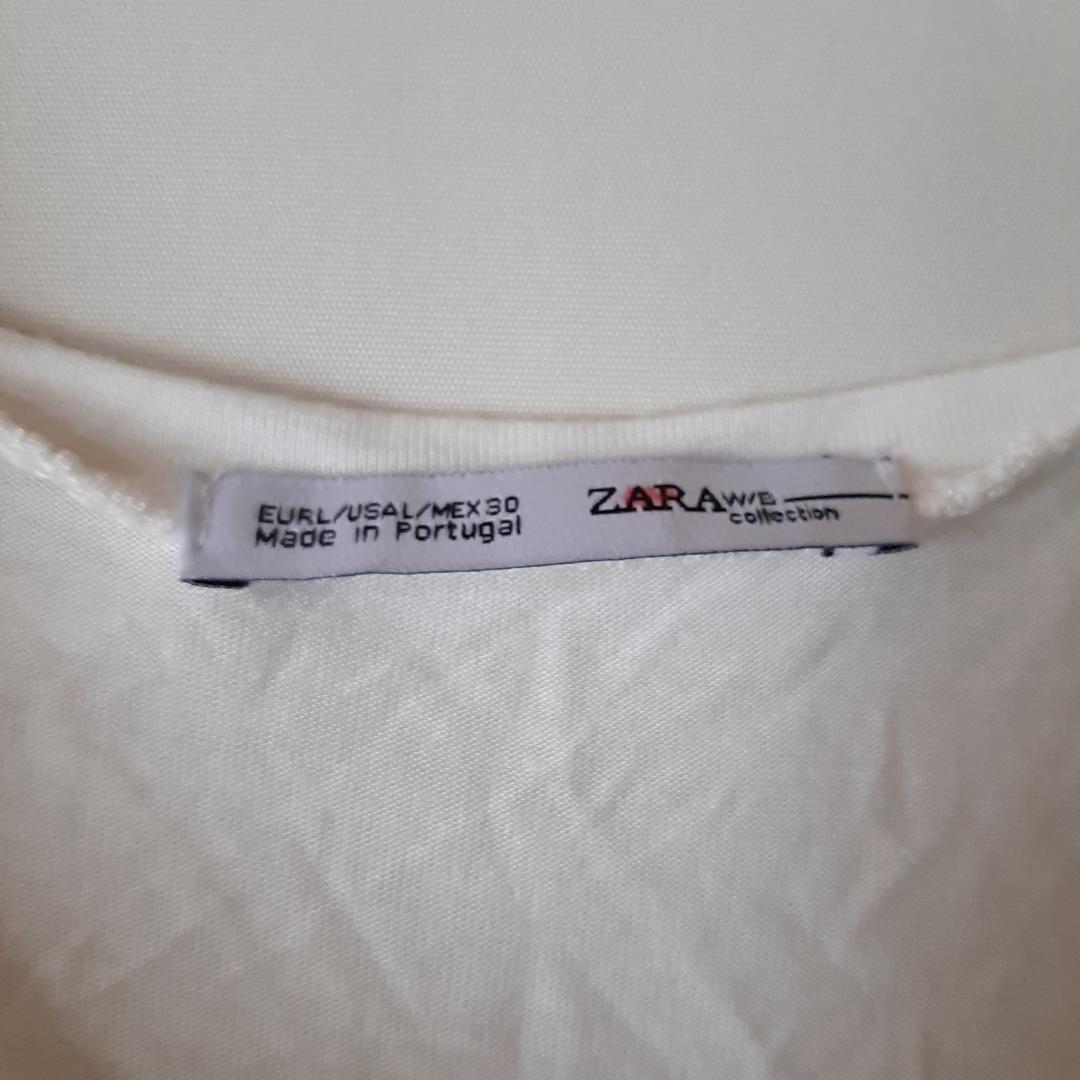 EURL/USAL/MEX30
Made in Portugal
ZARA W/B
collection